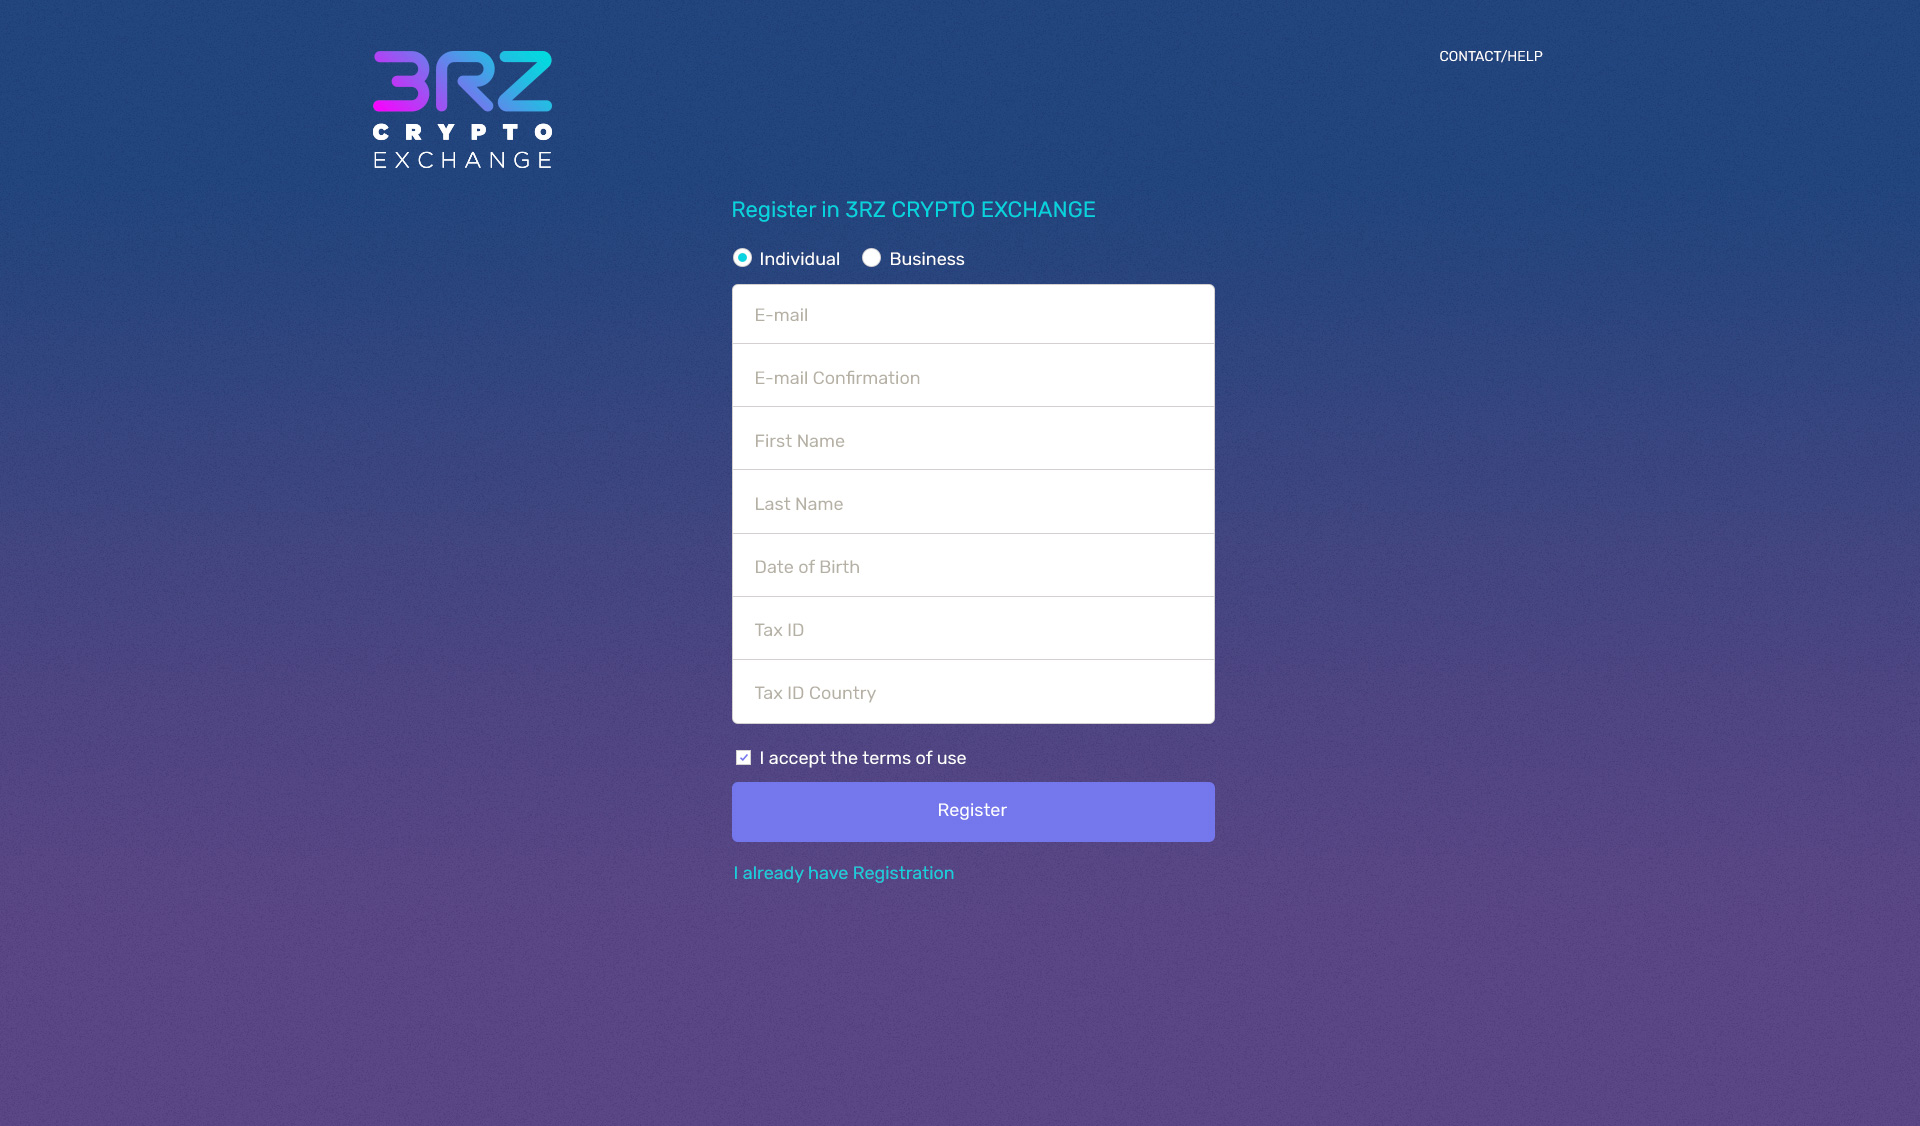 3RZ
CRYPTO
EXCHANGE
CONTACT/HELP
Register in 3RZ CRYPTO EXCHANGE
Individual Business
E-mail
E-mail Confirmation
First Name
Last Name
Date of Birth
Tax ID
Tax ID Country
I accept the terms of use
Register
I already have Registration